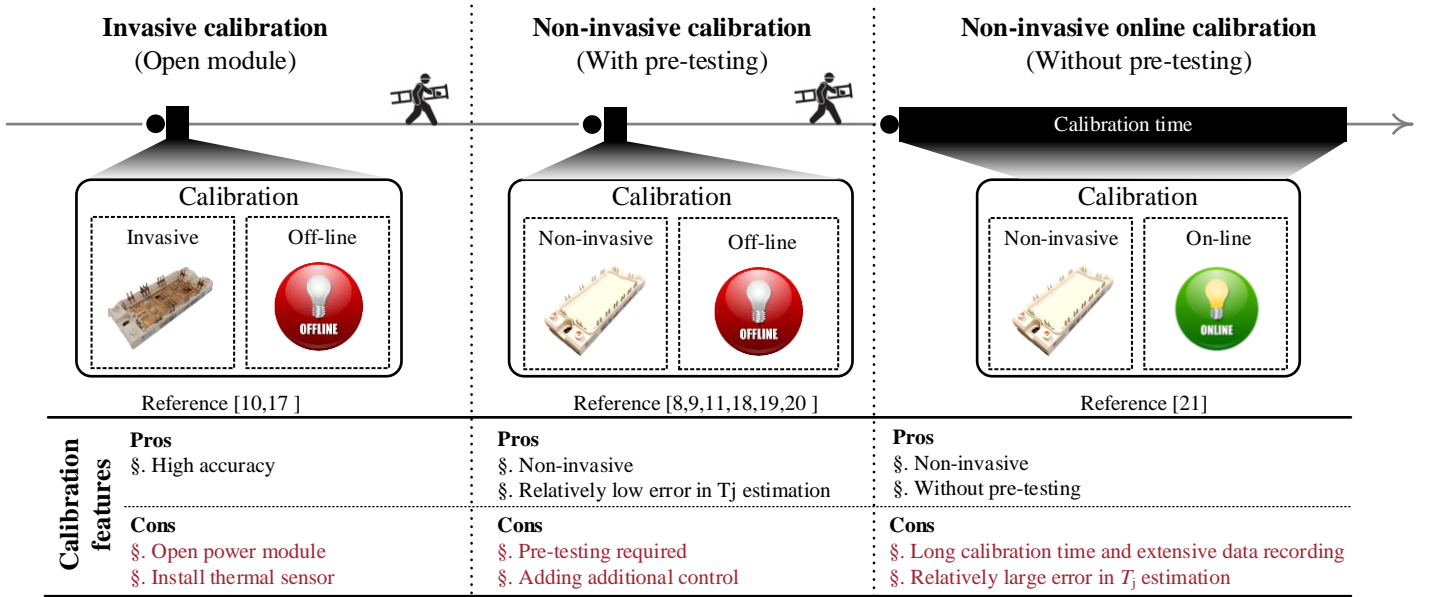 Invasive calibration
(Open module)
Non-invasive calibration
(With pre-testing)
Non-invasive online calibration
(Without pre-testing)
Calibration time
Calibration
Invasive
Off-line
OFFLINE
Calibration
Non-invasive
Off-line
OFFLINE
Calibration
Non-invasive
On-line
ONLINE
Reference [10,17 ]
Reference [8,9,11,18,19,20 ]
Reference [21]
Calibration
features
Pros
§. High accuracy
Pros
§. Non-invasive
§. Relatively low error in Tj estimation
Pros
§. Non-invasive
§. Without pre-testing
Cons
§. Open power module
§. Install thermal sensor
Cons
§. Pre-testing required
§. Adding additional control
Cons
§. Long calibration time and extensive data recording
§. Relatively large error in Tj estimation